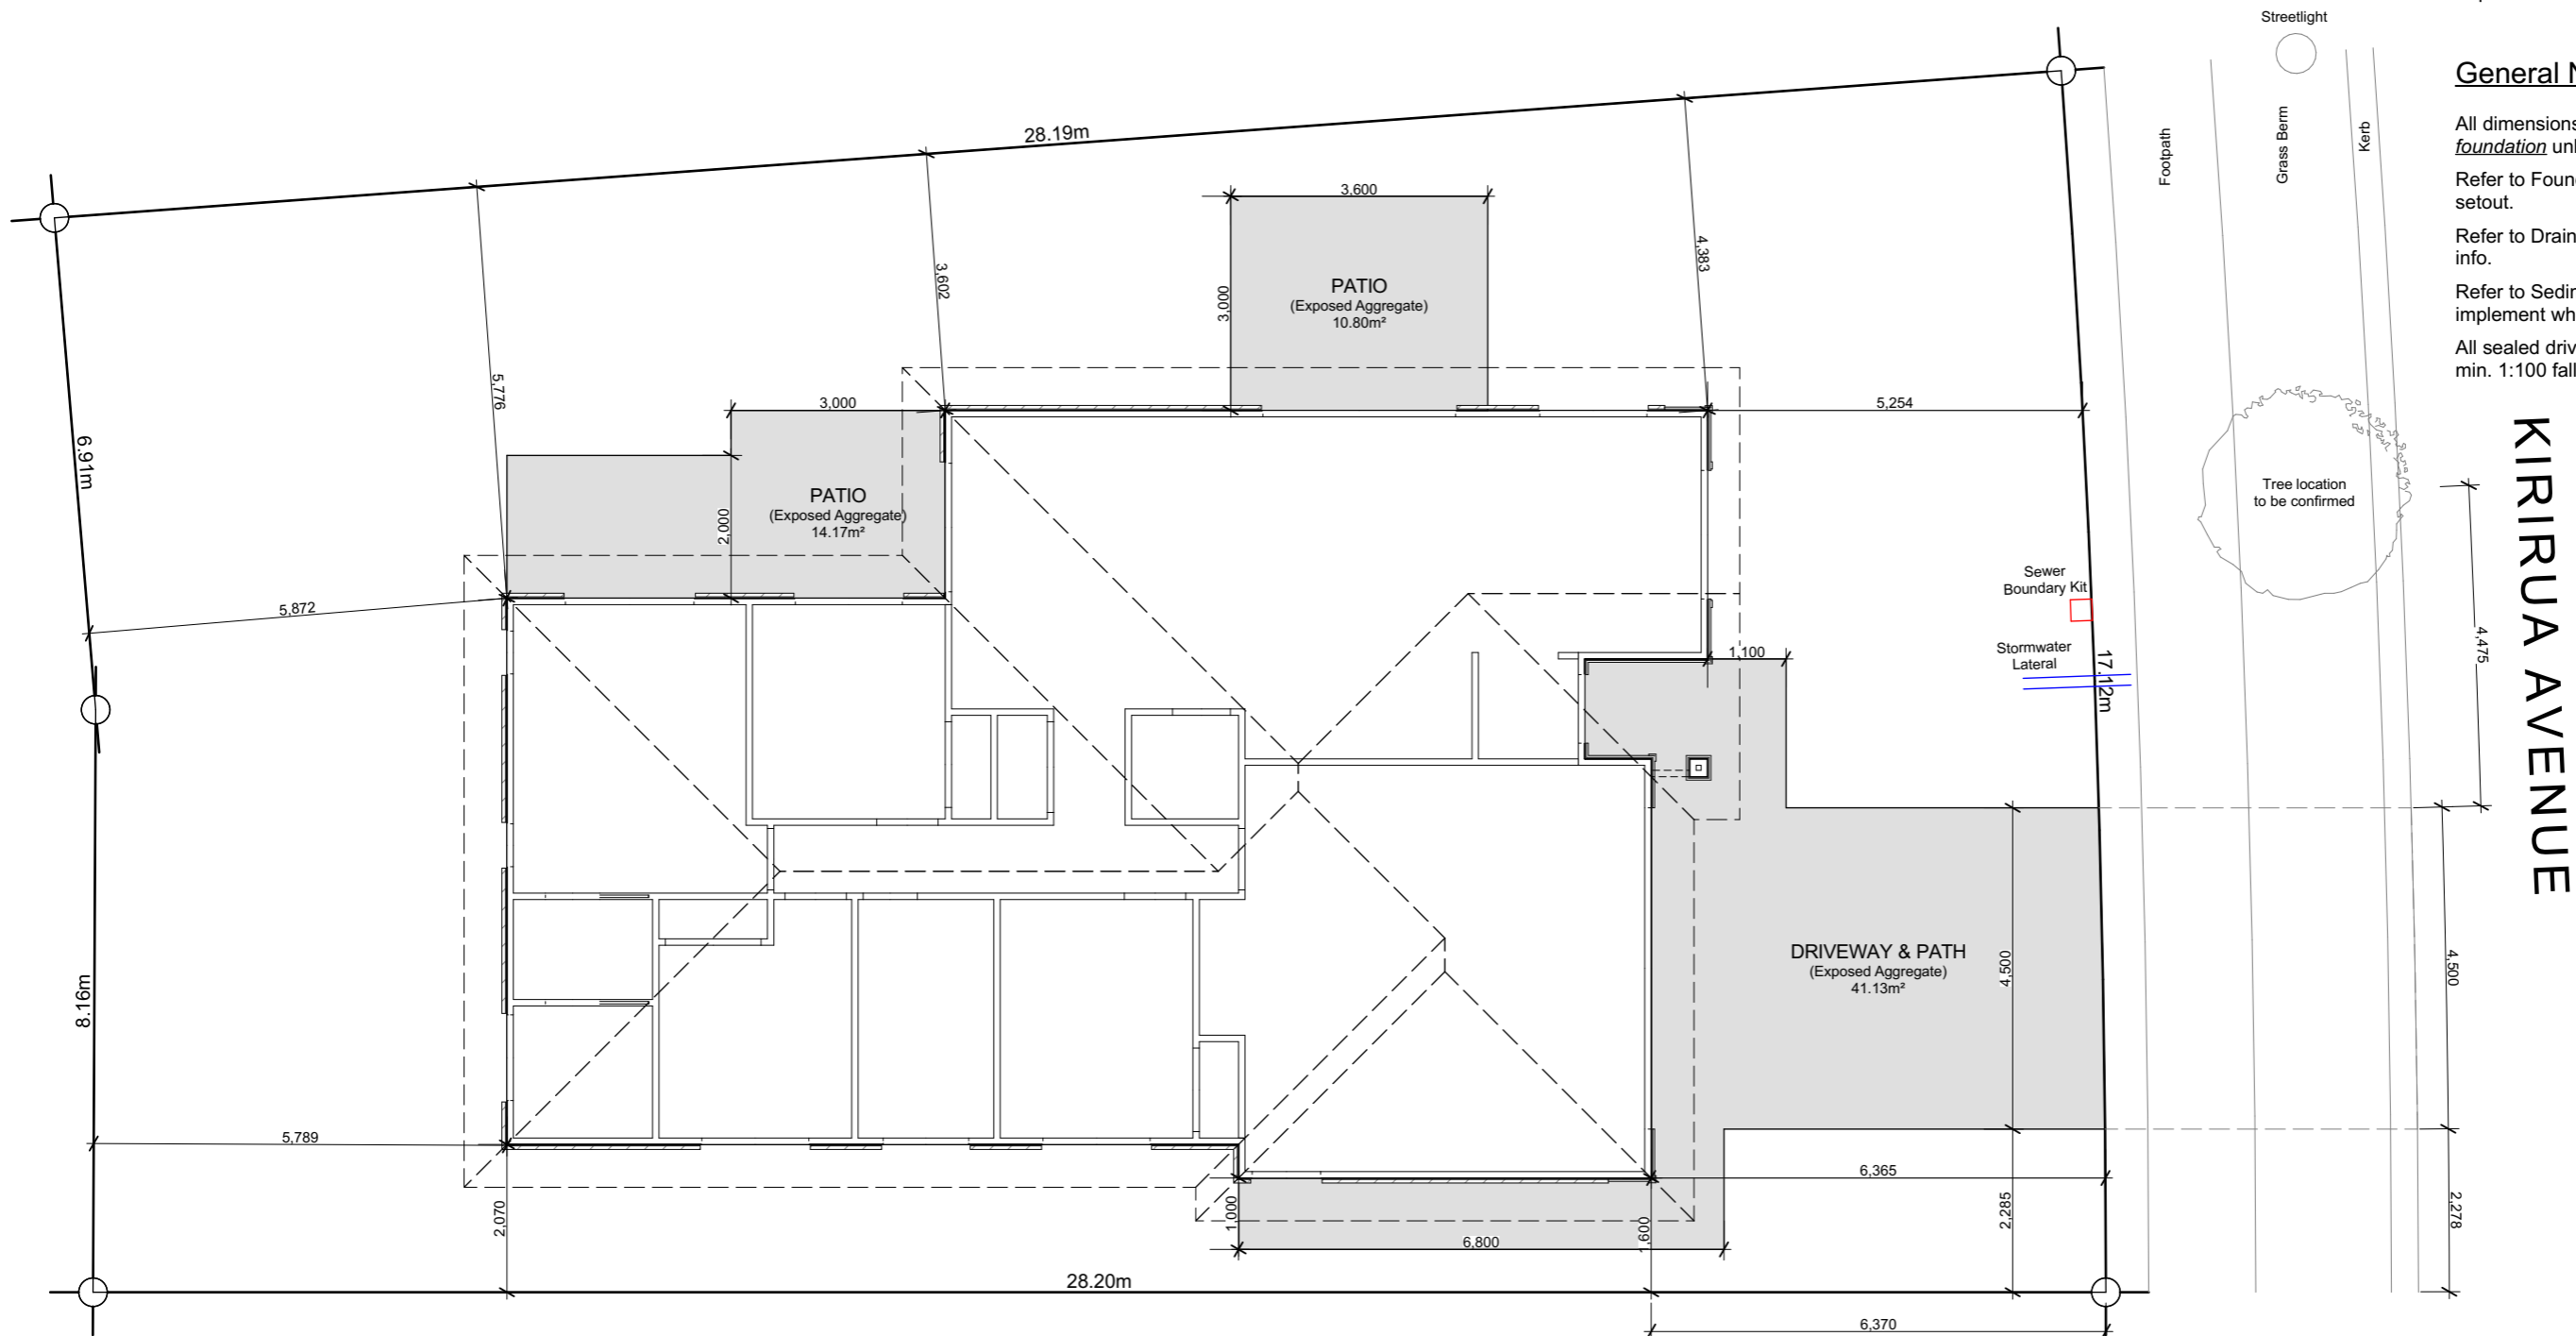 Streetlight
General N
All dimensions
foundation unl
Refer to Foun
setout.
Refer to Drain
info.
Refer to Sedin
implement wh
All sealed driv
min. 1:100 fall
Footpath
Grass Berm
Kerb
28.19m
3,600
3,000
PATIO
(Exposed Aggregate)
10.80m²
4,383
3,602
5,776
6.91m
3,000
5,254
PATIO
(Exposed Aggregate)
14.17m²
2,000
Tree location
to be confirmed
KIRIRUA AVENUE
5,872
Sewer
Boundary Kit
Stormwater
Lateral
17.12m
4,475
1,100
DRIVEWAY & PATH
(Exposed Aggregate)
41.13m²
4,500
4,500
8.16m
5,789
6,365
2,070
1,000
6,800
1,600
2,285
2,278
28.20m
6,370